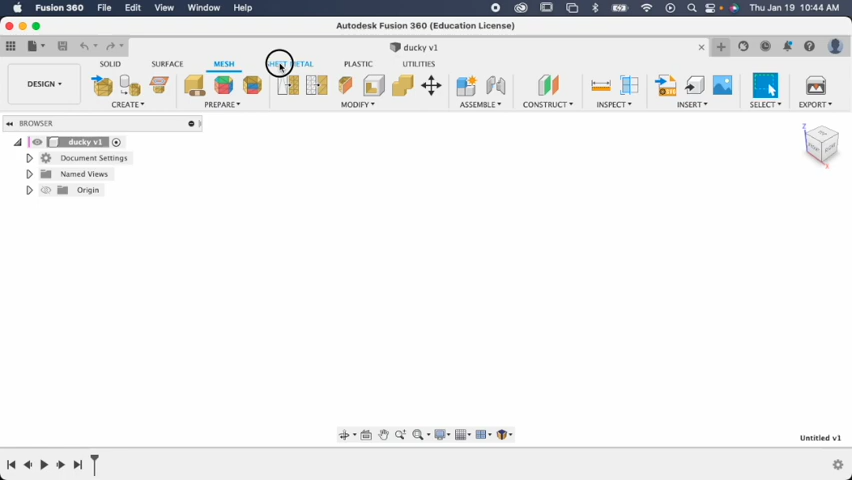 Fusion 360 File Edit View Window Help Thu Jan 19 10:44 AM
Autodesk Fusion 360 (Education License)
ducky v1
SOLID SURFACE MESH SHEET METAL PLASTIC UTILITIES
DESIGN
CREATE PREPARE MODIFY ASSEMBLE CONSTRUCT INSPECT INSERT SELECT EXPORT
BROWSER
ducky v1
Document Settings
Named Views
Origin
Z
X
Untitled v1